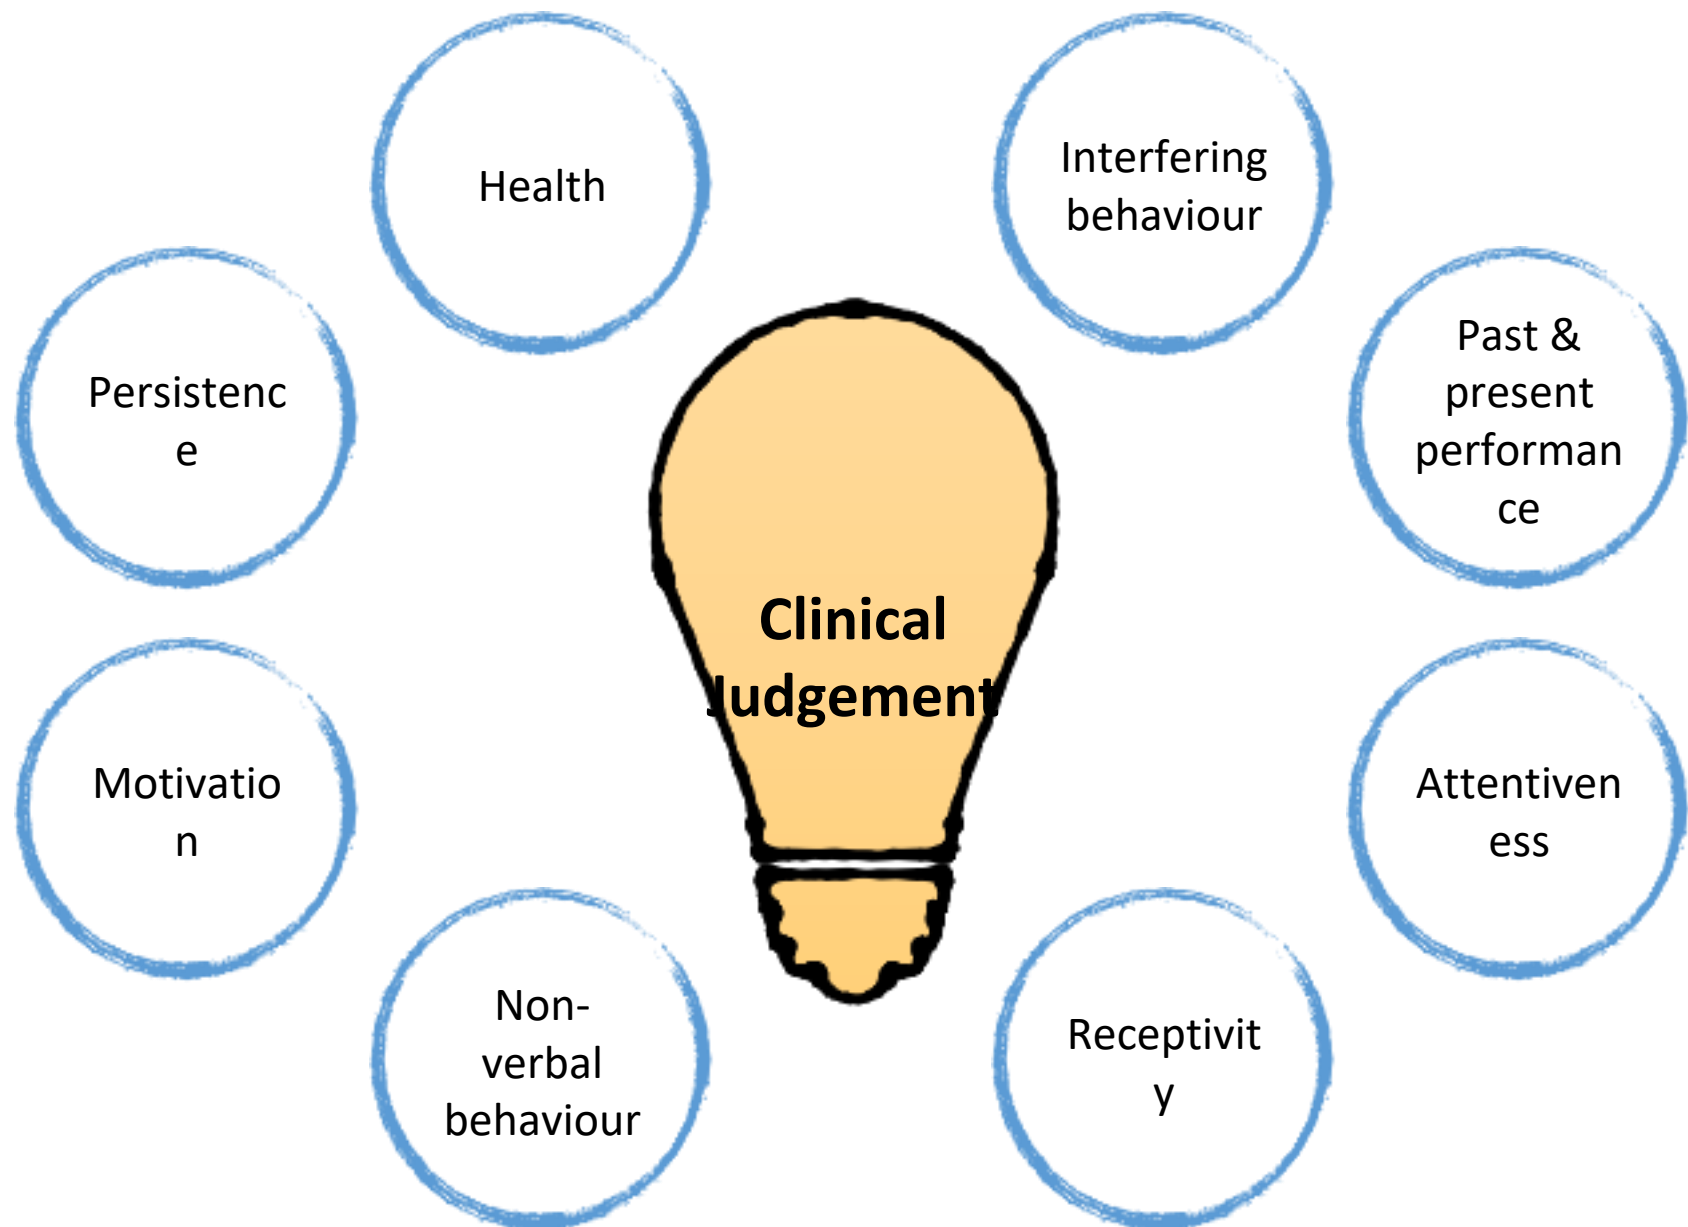 Health
Interfering
behaviour
Persistenc
e
Past &
present
performan
ce
Clinical
Judgement
Motivatio
n
Attentiven
ess
Non-
verbal
behaviour
Receptivit
y